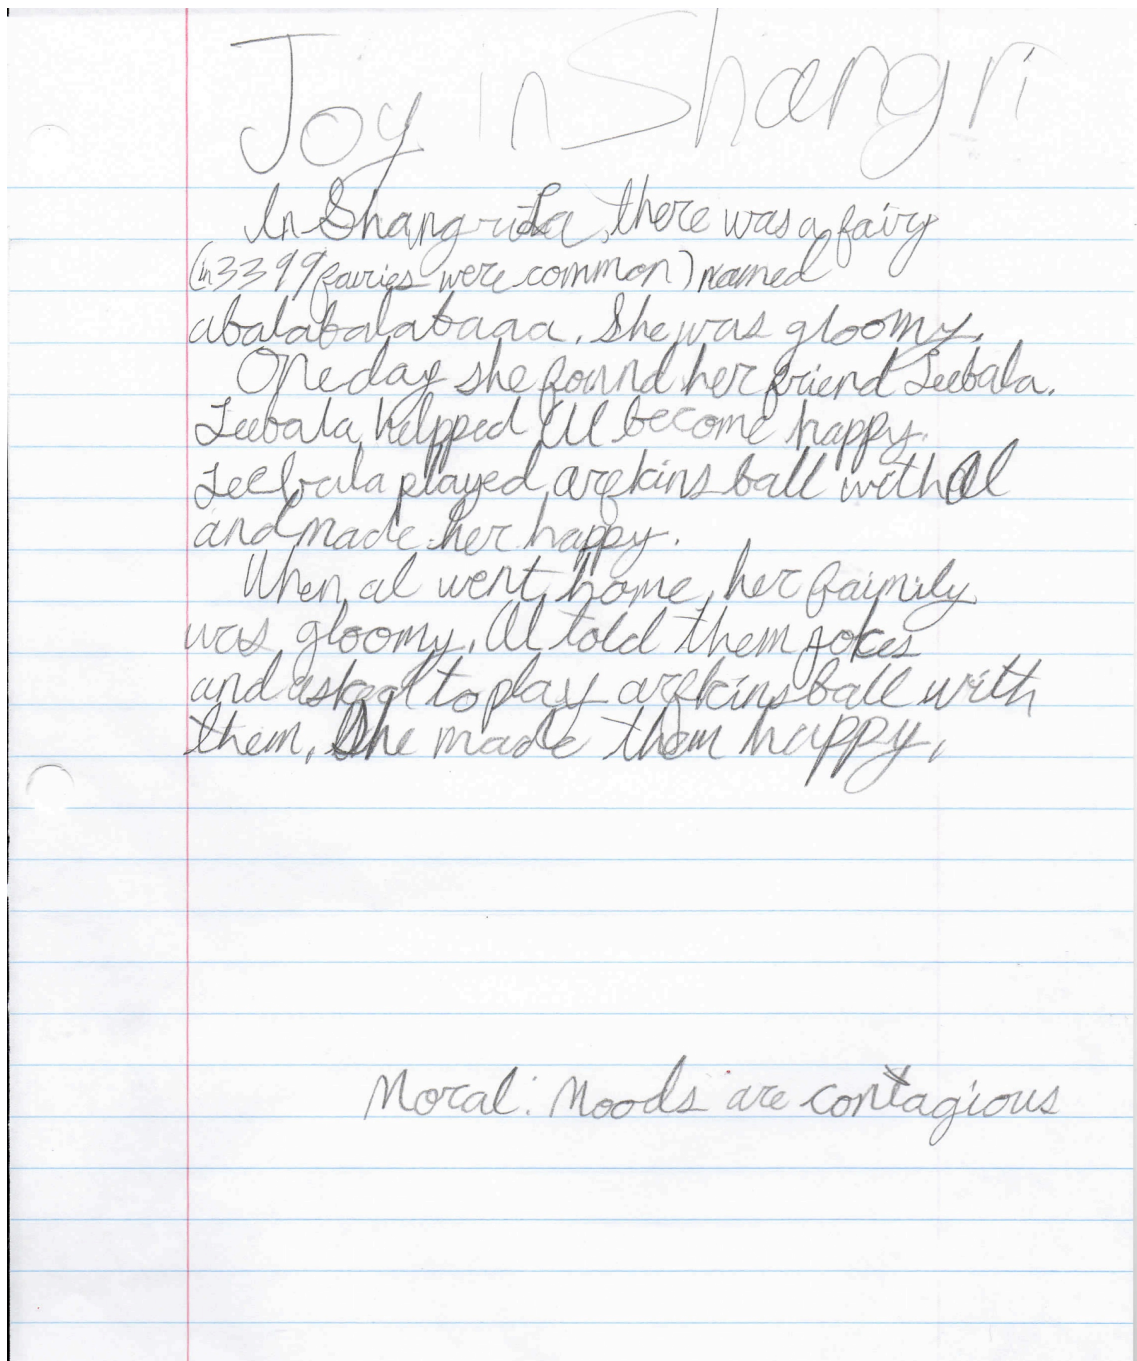 Joy in Shangri
In Shangrila, there was a fairy
(in 3399 fairies were common) named
abalabalabaaa. She was gloomy.
One day she found her friend Leebala.
Leebala helpped Al become happy.
Leebala played arfkins ball with Al
and made her happy.
When al went home, her faimily
was gloomy. Al told them jokes
and asked to play arfkins ball with
them. She made them happy.
Moral: Moods are contagious